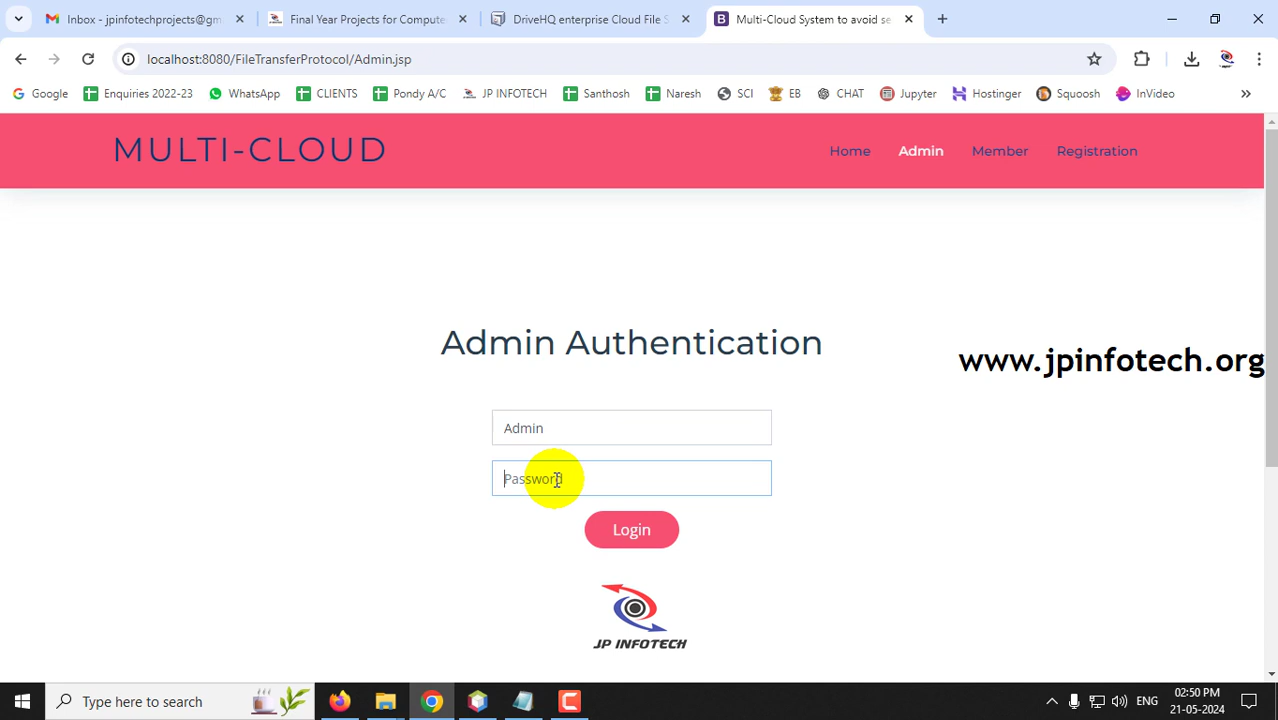 Inbox - jpinfotechprojects@gm
Final Year Projects for Compute
DriveHQ enterprise Cloud File S
Multi-Cloud System to avoid se
localhost:8080/FileTransferProtocol/Admin.jsp
Google
Enquiries 2022-23
WhatsApp
CLIENTS
Pondy A/C
JP INFOTECH
Santhosh
Naresh
SCI
EB
CHAT
Jupyter
Hostinger
Squoosh
InVideo
MULTI-CLOUD
Home
Admin
Member
Registration
Admin Authentication
www.jpinfotech.org
Admin
Password
Login
JP INFOTECH
Type here to search
ENG
02:50 PM
21-05-2024